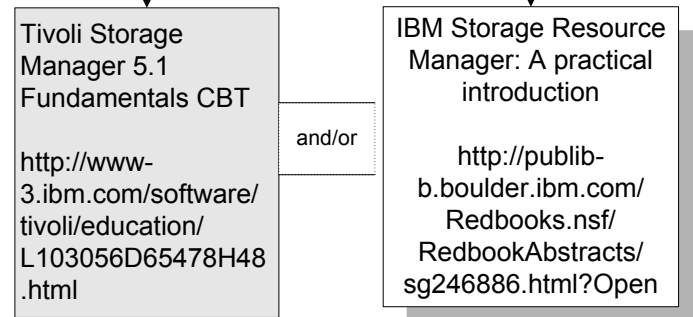 Tivoli Storage
Manager 5.1
Fundamentals CBT
http://www-
3.ibm.com/software/
tivoli/education/
L103056D65478H48
.html
and/or
IBM Storage Resource
Manager: A practical
introduction
http://publib-
b.boulder.ibm.com/
Redbooks.nsf/
RedbookAbstracts/
sg246886.html?Open